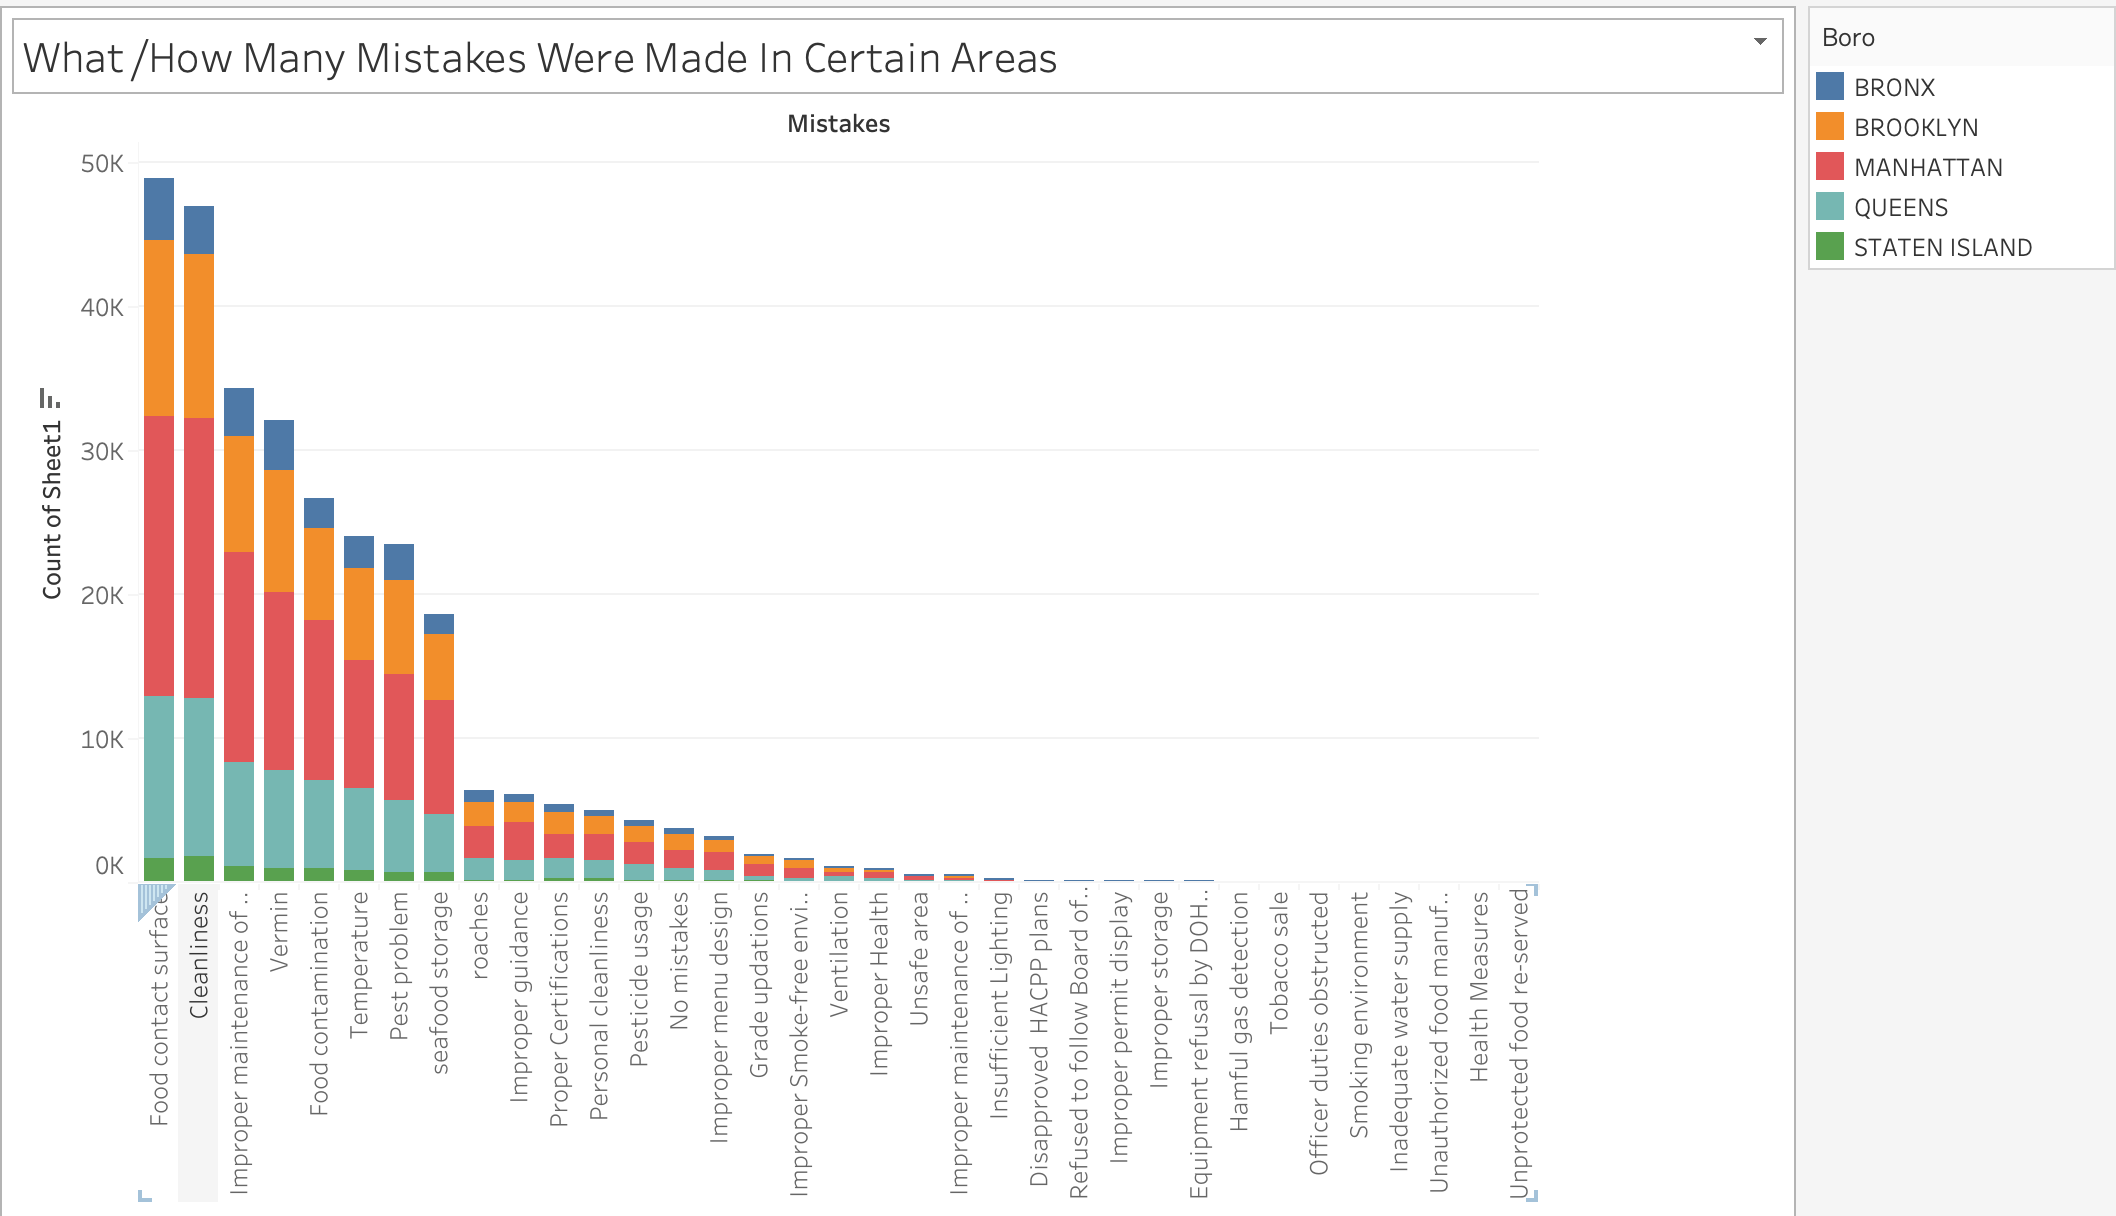 What /How Many Mistakes Were Made In Certain Areas
Mistakes
50K
40K
30K
20K
10K
0K
Count of Sheet1
Food contact surface
Cleanliness
Improper maintenance of ..
Vermin
Food contamination
Temperature
Pest problem
seafood storage
roaches
Improper guidance
Proper Certifications
Personal cleanliness
Pesticide usage
No mistakes
Improper menu design
Grade updations
Improper Smoke-free envi..
Ventilation
Improper Health
Unsafe area
Improper maintenance of ..
Insufficient Lighting
Disapproved  HACPP plans
Refused to follow Board of..
Improper permit display
Improper storage
Equipment refusal by DOH..
Hamful gas detection
Tobacco sale
Officer duties obstructed
Smoking environment
Inadequate water supply
Unauthorized food manuf..
Health Measures
Unprotected food re-served
Boro
BRONX
BROOKLYN
MANHATTAN
QUEENS
STATEN ISLAND